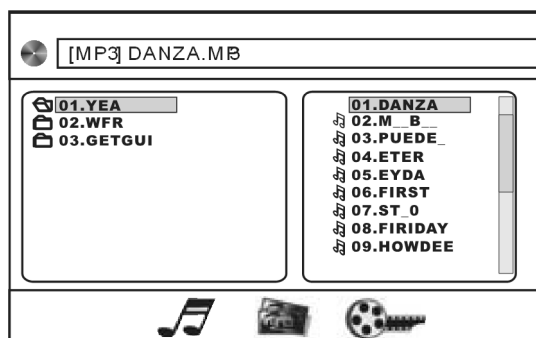 [MP3] DANZA.MP3
01.YEA
02.WFR
03.GETGUI
01.DANZA
02.M__B__
03.PUEDE_
04.ETER
05.EYDA
06.FIRST
07.ST_0
08.FIRIDAY
09.HOWDEE